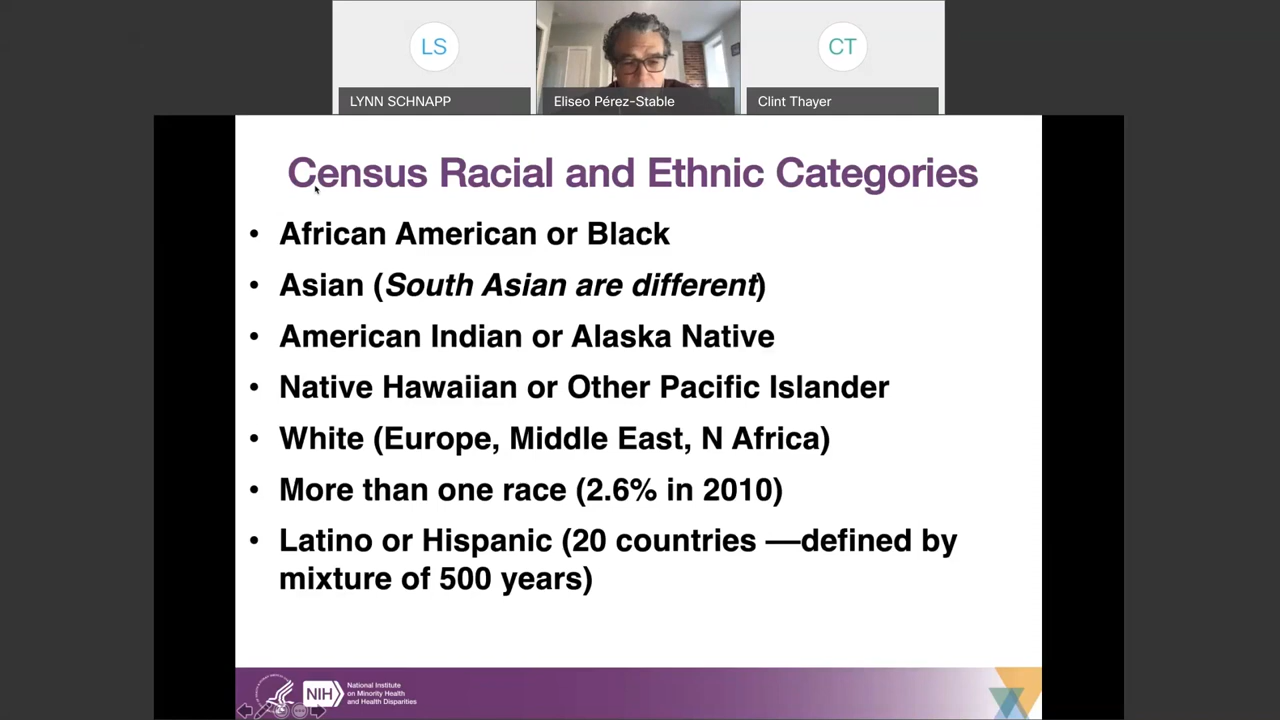 LS
CT
LYNN SCHNAPP
Eliseo Pérez-Stable
Clint Thayer
Census Racial and Ethnic Categories
• African American or Black
• Asian (South Asian are different)
• American Indian or Alaska Native
• Native Hawaiian or Other Pacific Islander
• White (Europe, Middle East, N Africa)
• More than one race (2.6% in 2010)
• Latino or Hispanic (20 countries —defined by
mixture of 500 years)
NIH
National Institute
on Minority Health
and Health Disparities